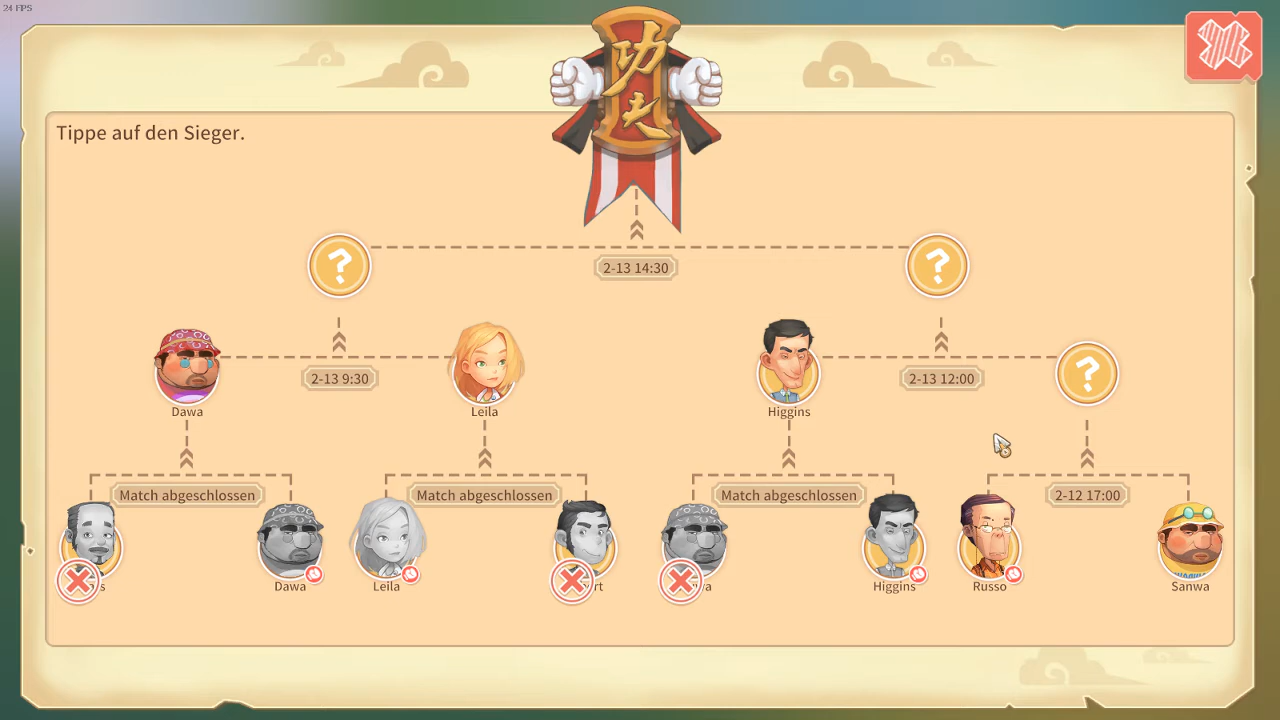 24 FPS
功
夫
Tippe auf den Sieger.
2-13 14:30
Dawa
2-13 9:30
Leila
Higgins
2-13 12:00
Match abgeschlossen
Match abgeschlossen
Match abgeschlossen
2-12 17:00
Dawa
Leila
Higgins
Russo
Sanwa